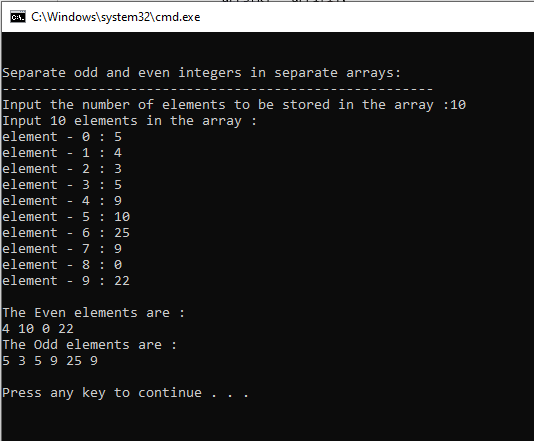 C:\Windows\system32\cmd.exe
Separate odd and even integers in separate arrays:
------------------------------------------------------
Input the number of elements to be stored in the array :10
Input 10 elements in the array :
element - 0 : 5
element - 1 : 4
element - 2 : 3
element - 3 : 5
element - 4 : 9
element - 5 : 10
element - 6 : 25
element - 7 : 9
element - 8 : 0
element - 9 : 22
The Even elements are :
4 10 0 22
The Odd elements are :
5 3 5 9 25 9
Press any key to continue . . .